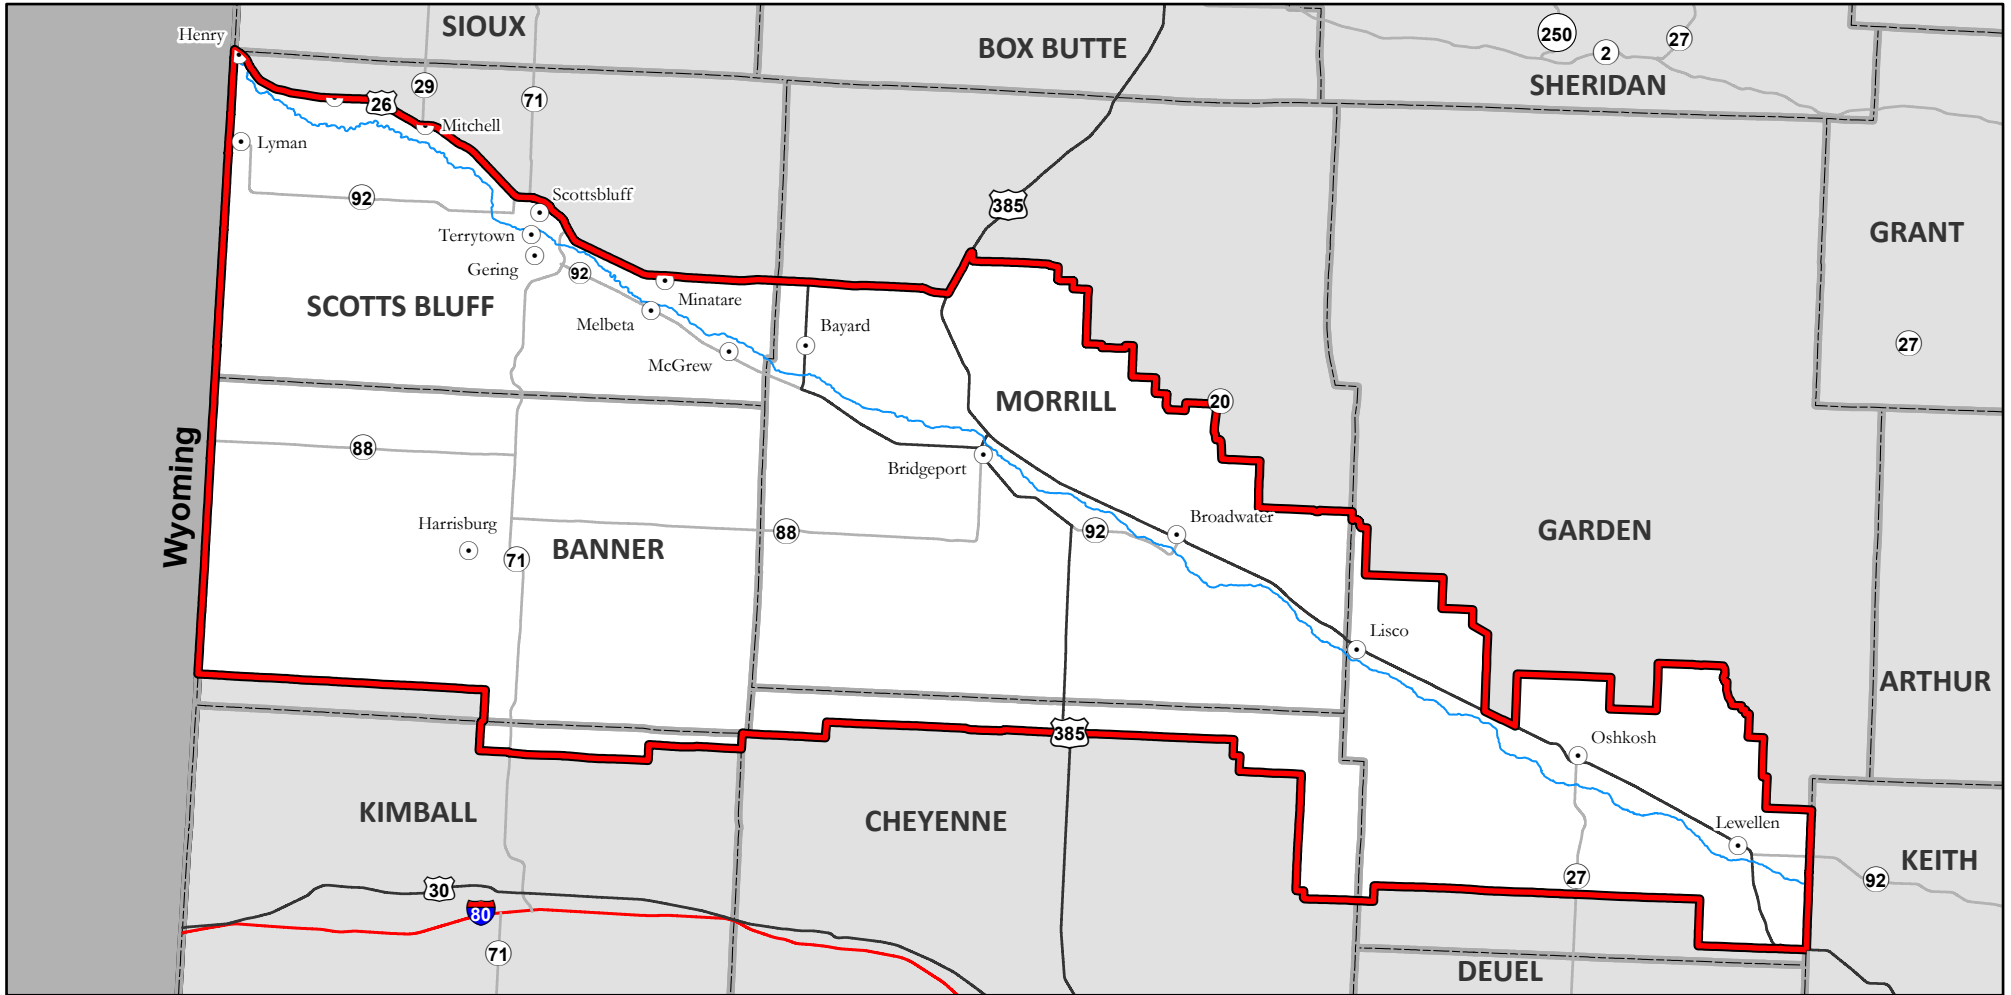 SIOUX
BOX BUTTE
250
2
27
SHERIDAN
Henry
26
29
71
Mitchell
Lyman
92
Scottsbluff
385
Terrytown
Gering
92
GRANT
SCOTTS BLUFF
Minatare
Melbeta
Bayard
McGrew
27
MORRILL
20
Wyoming
88
Bridgeport
Harrisburg
BANNER
71
88
92
Broadwater
GARDEN
Lisco
ARTHUR
385
Oshkosh
KIMBALL
CHEYENNE
Lewellen
KEITH
27
92
30
80
71
DEUEL